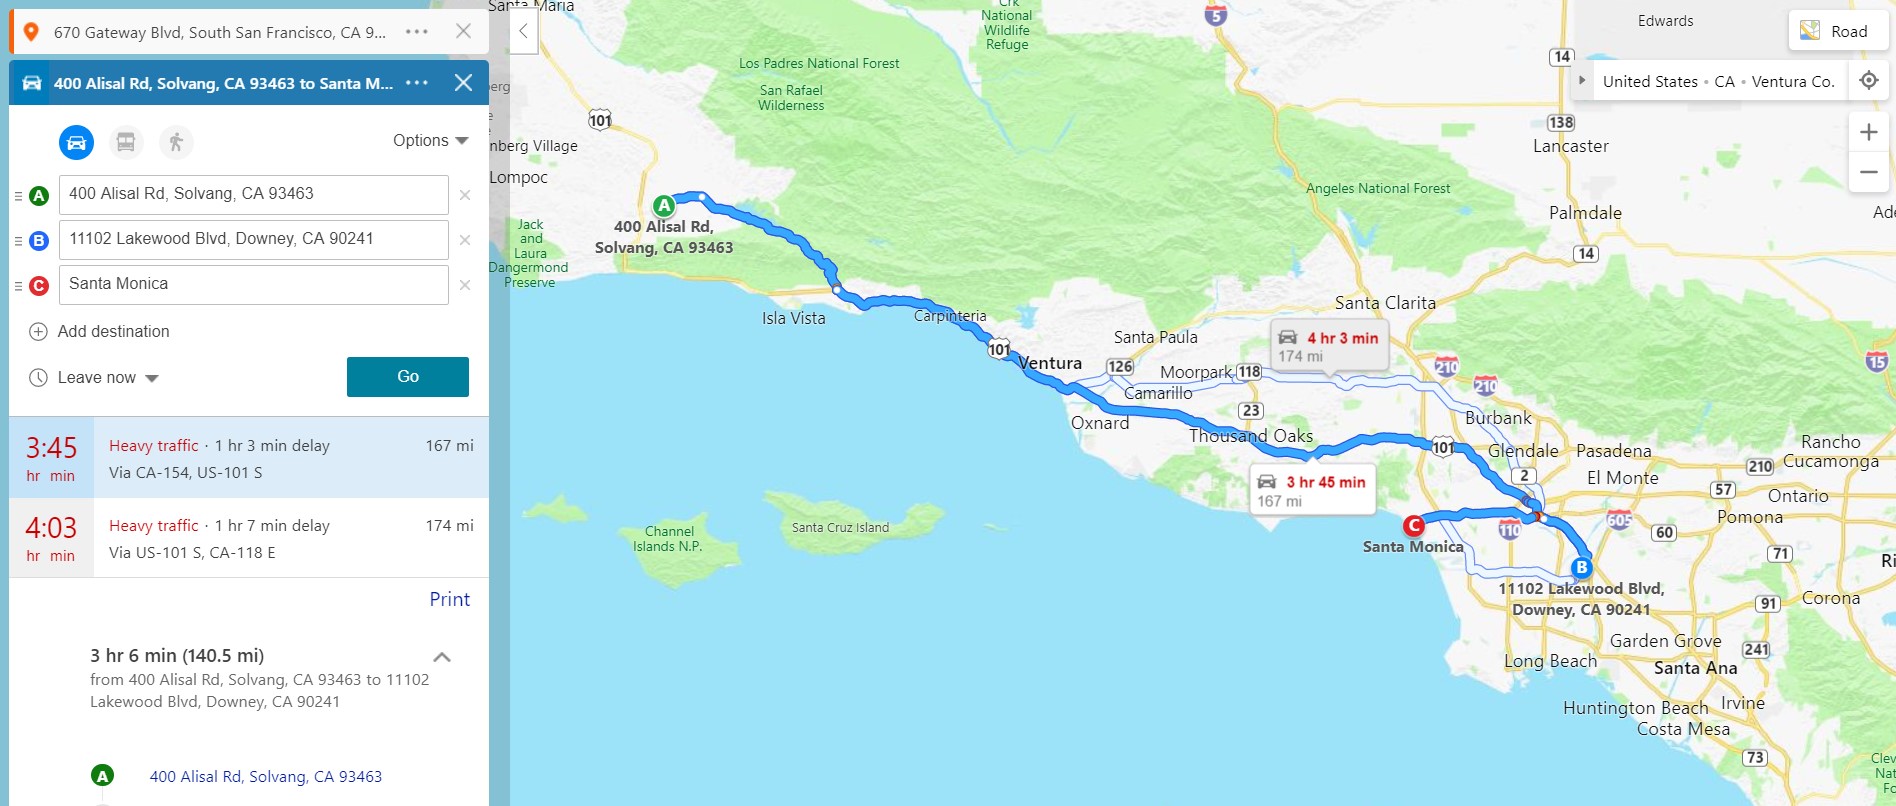 670 Gateway Blvd, South San Francisco, CA 9...
400 Alisal Rd, Solvang, CA 93463 to Santa M...
Options
A
400 Alisal Rd, Solvang, CA 93463
B
11102 Lakewood Blvd, Downey, CA 90241
C
Santa Monica
Add destination
Leave now
Go
3:45
hr min
Heavy traffic · 1 hr 3 min delay
167 mi
Via CA-154, US-101 S
4:03
hr min
Heavy traffic · 1 hr 7 min delay
174 mi
Via US-101 S, CA-118 E
Print
3 hr 6 min (140.5 mi)
from 400 Alisal Rd, Solvang, CA 93463 to 11102
Lakewood Blvd, Downey, CA 90241
A
400 Alisal Rd, Solvang, CA 93463
Santa Maria
National
Wildlife
Refuge
5
Edwards
Road
14
United States • CA • Ventura Co.
Los Padres National Forest
San Rafael
Wilderness
101
138
Lancaster
nberg Village
Lompoc
Angeles National Forest
Palmdale
14
A
400 Alisal Rd,
Solvang, CA 93463
Jack
and
Laura
Dangermond
Preserve
Isla Vista
Carpinteria
Santa Clarita
101
Ventura
Santa Paula
126
Moorpark
118
Camarillo
4 hr 3 min
174 mi
210
210
15
23
Oxnard
Thousand Oaks
101
Burbank
Glendale
Pasadena
2
El Monte
Rancho
Cucamonga
210
57
Ontario
Pomona
3 hr 45 min
167 mi
Channel
Islands N.P.
Santa Cruz Island
C
Santa Monica
110
605
60
71
B
11102 Lakewood Blvd,
Downey, CA 90241
91
Corona
Garden Grove
241
Long Beach
Santa Ana
Huntington Beach
Irvine
Costa Mesa
73